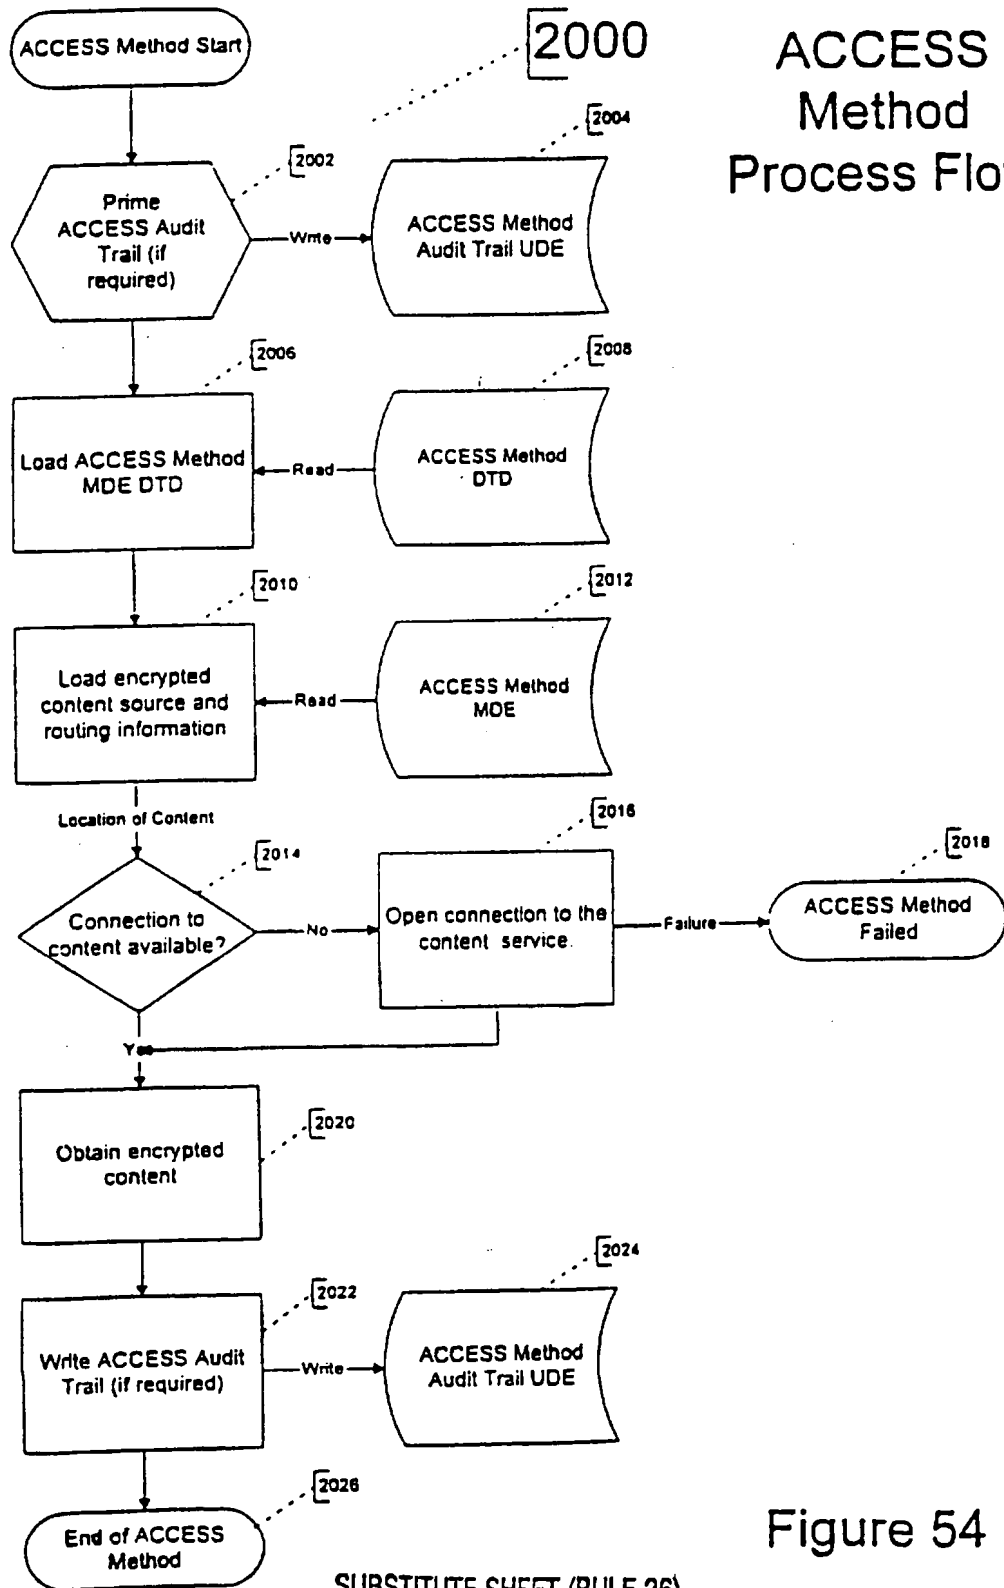 ACCESS Method Start
2000
ACCESS
Method
Process Flo
2002
Prime
ACCESS Audit
Trail (if
required)
Write
2004
ACCESS Method
Audit Trail UDE
2006
Load ACCESS Method
MDE DTD
Read
2008
ACCESS Method
DTD
2010
Load encrypted
content source and
routing information
Read
2012
ACCESS Method
MDE
Location of Content
2014
Connection to
content available?
No
2016
Open connection to the
content service.
Failure
2018
ACCESS Method
Failed
Y
2020
Obtain encrypted
content
2022
Write ACCESS Audit
Trail (if required)
Write
2024
ACCESS Method
Audit Trail UDE
2026
End of ACCESS
Method
Figure 54
SUBSTITUTE SHEET (RULE 26)